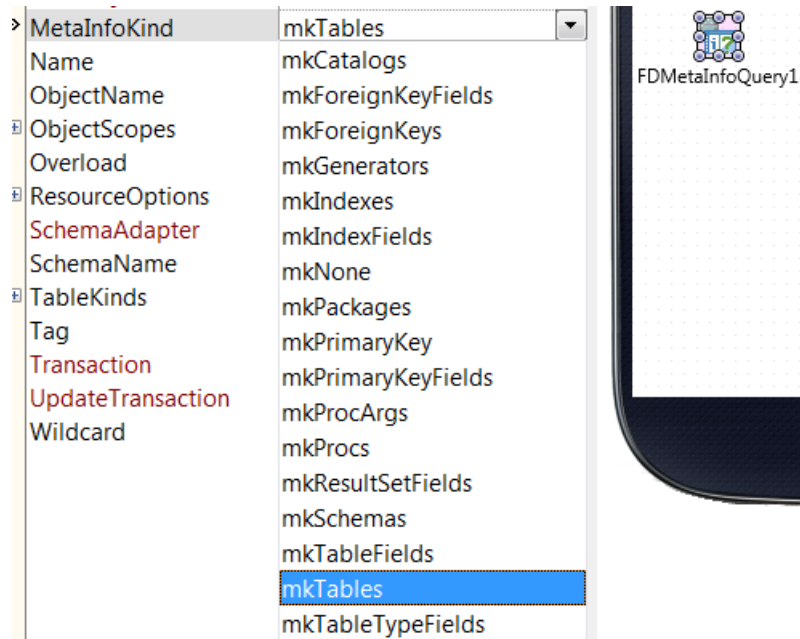 MetaInfoKind mkTables
Name mkCatalogs
ObjectName mkForeignKeyFields
ObjectScopes mkForeignKeys
Overload mkGenerators
ResourceOptions mkIndexes
SchemaAdapter mkIndexFields
SchemaName mkNone
TableKinds mkPackages
Tag mkPrimaryKey
Transaction mkPrimaryKeyFields
UpdateTransaction mkProcArgs
Wildcard mkProcs
mkResultSetFields
mkSchemas
mkTableFields
mkTables
mkTableTypeFields
FDMetaInfoQuery1